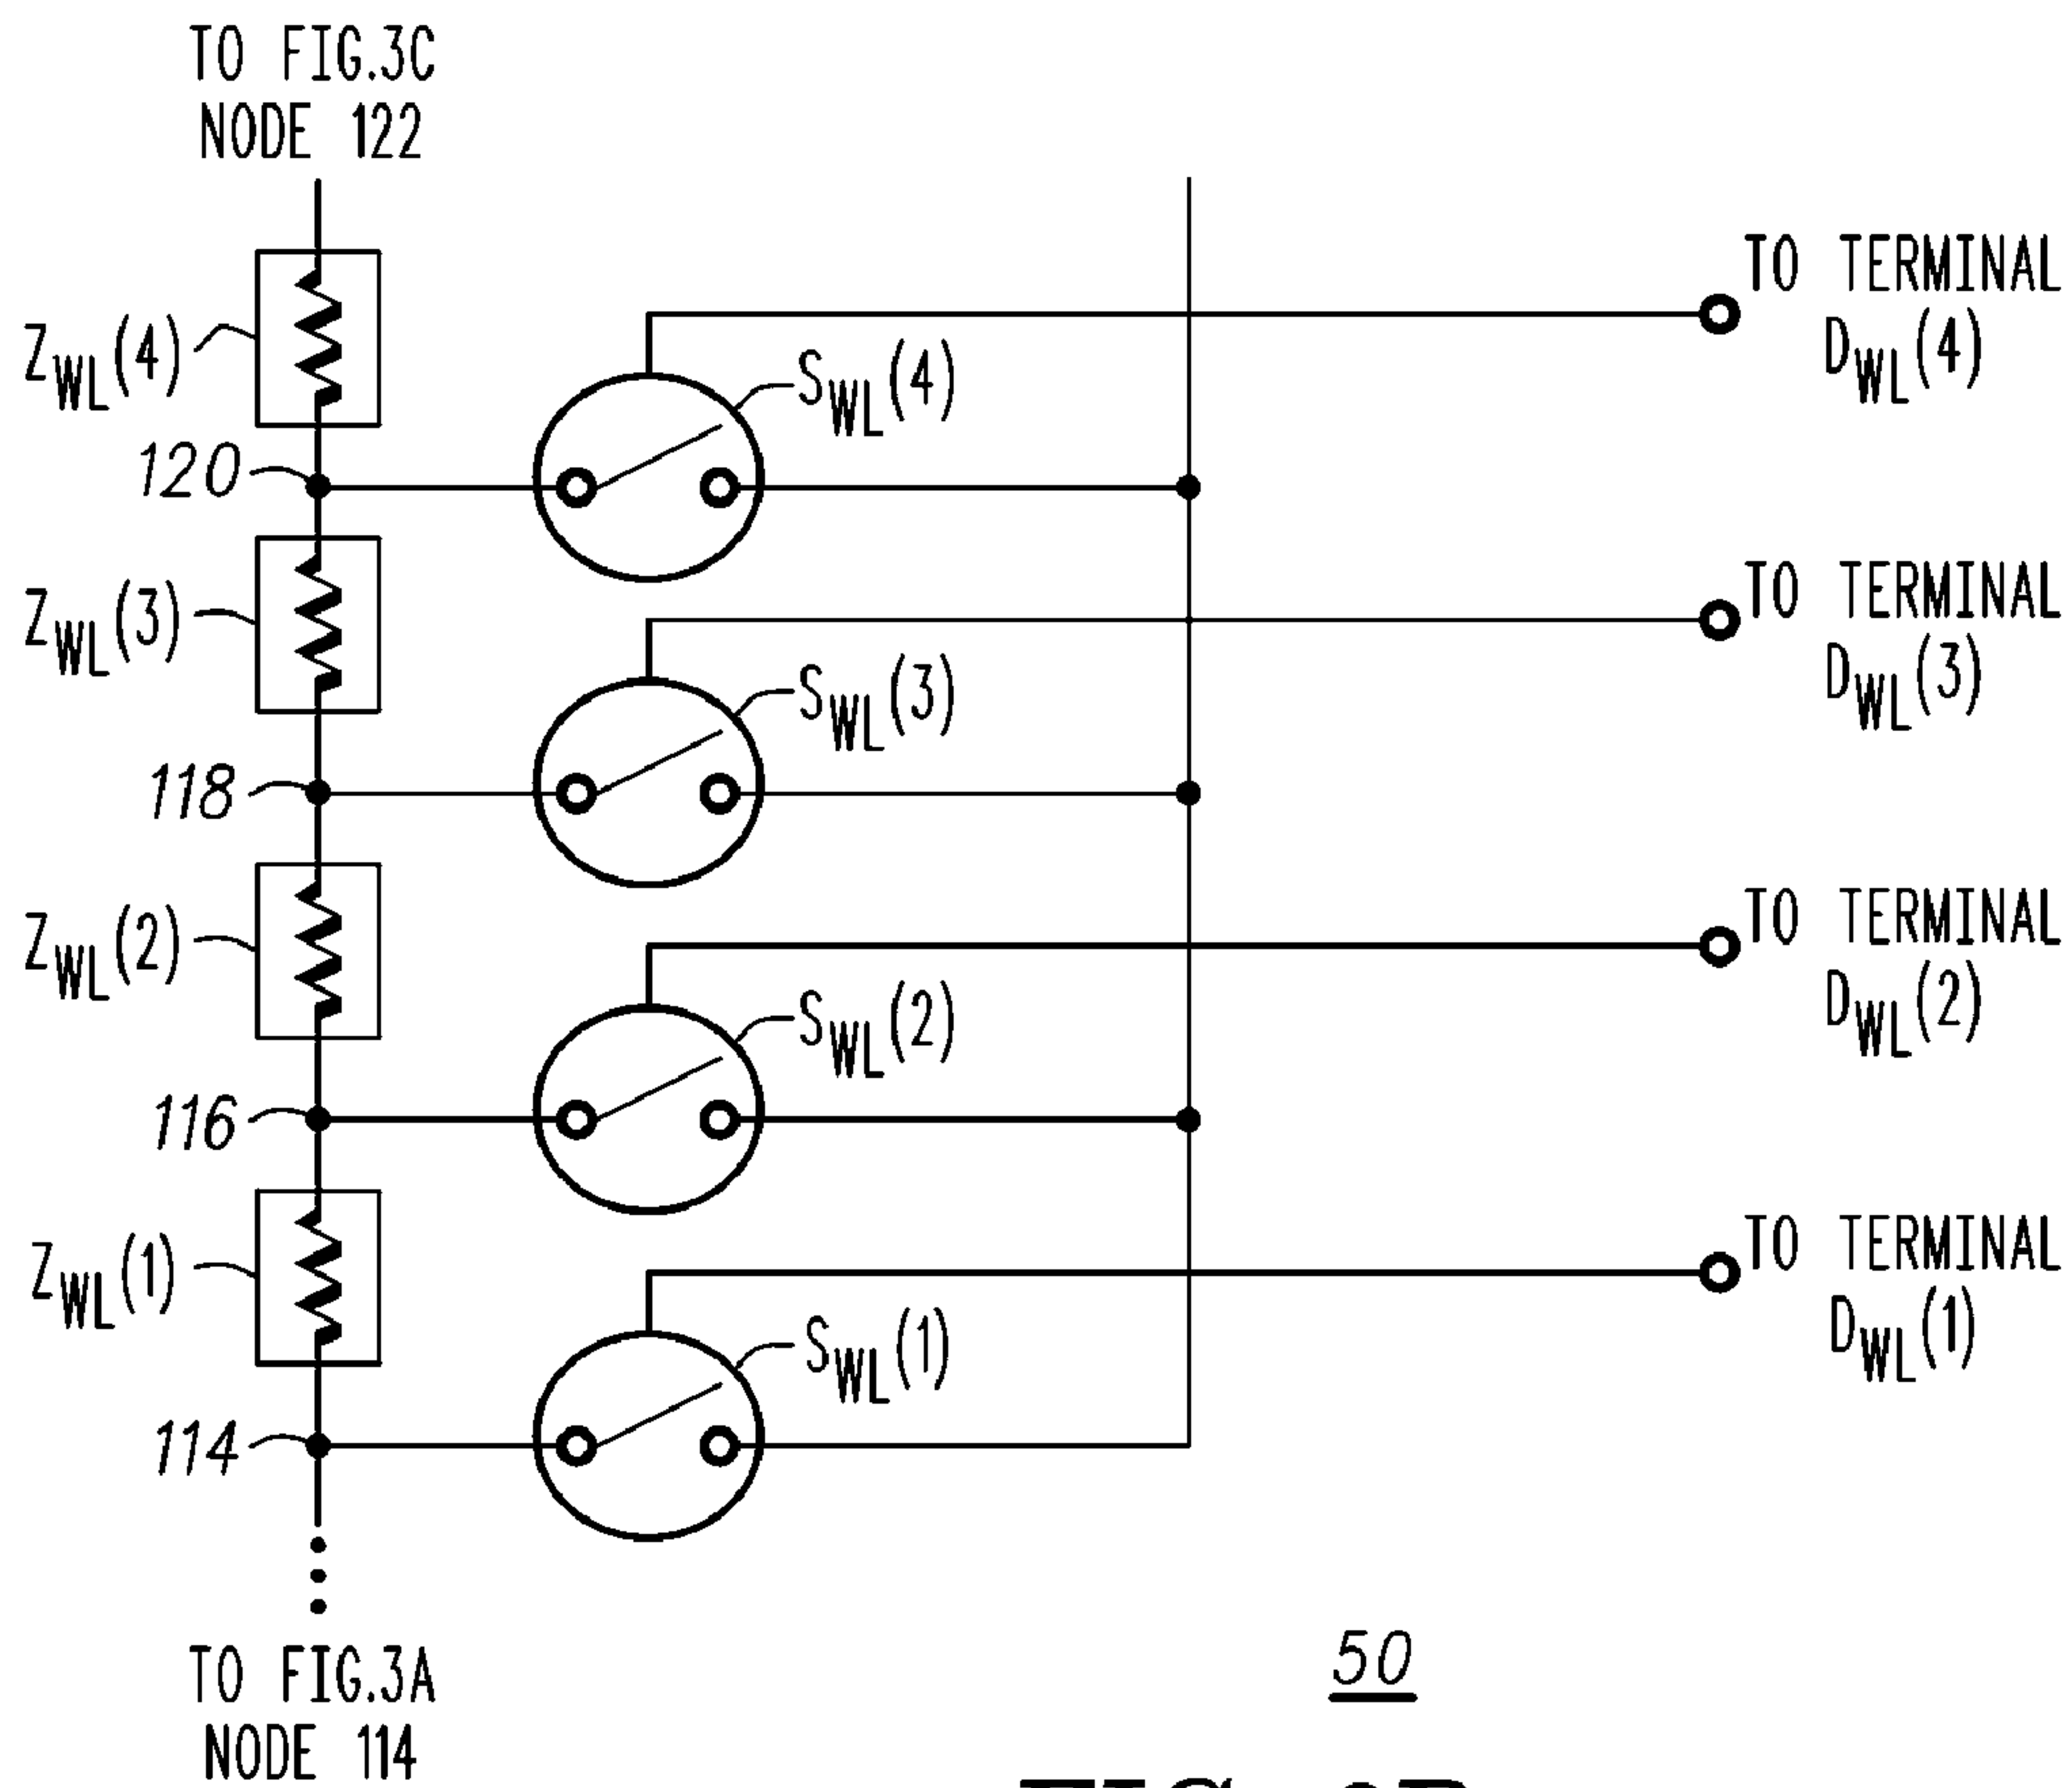 TO FIG.3C
NODE 122
TO TERMINAL
D_WL(4)
Z_WL(4)
S_WL(4)
120
TO TERMINAL
D_WL(3)
Z_WL(3)
S_WL(3)
118
TO TERMINAL
D_WL(2)
Z_WL(2)
S_WL(2)
116
TO TERMINAL
D_WL(1)
Z_WL(1)
S_WL(1)
114
TO FIG.3A
NODE 114
50